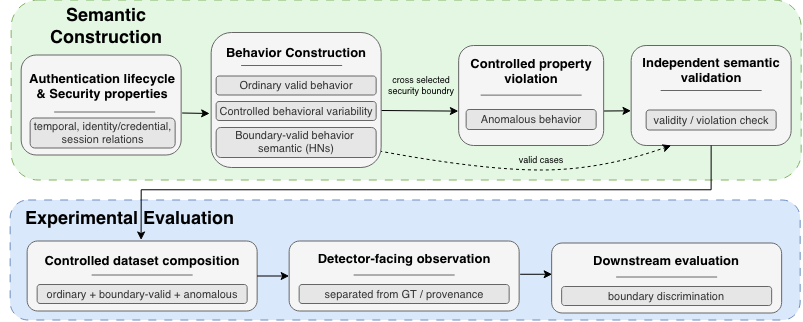 Semantic
Construction
Authentication lifecycle
& Security properties
temporal, identity/credential,
session relations
Behavior Construction
Ordinary valid behavior
Controlled behavioral variability
Boundary-valid behavior
semantic (HNs)
cross selected
security boundry
Controlled property
violation
Anomalous behavior
Independent semantic
validation
validity / violation check
valid cases
Experimental Evaluation
Controlled dataset composition
ordinary + boundary-valid + anomalous
Detector-facing observation
separated from GT / provenance
Downstream evaluation
boundary discrimination